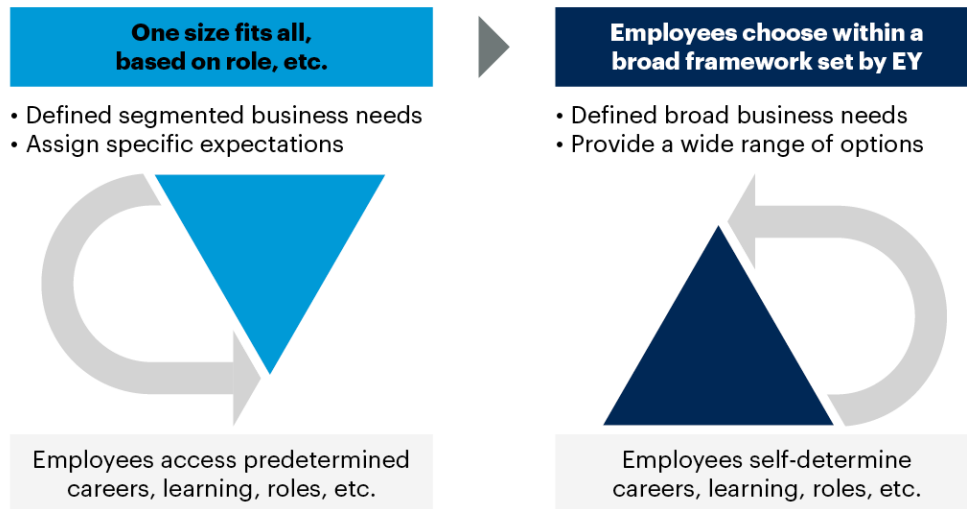 One size fits all,
based on role, etc.
• Defined segmented business needs
• Assign specific expectations
Employees access predetermined
careers, learning, roles, etc.
Employees choose within a
broad framework set by EY
• Defined broad business needs
• Provide a wide range of options
Employees self-determine
careers, learning, roles, etc.